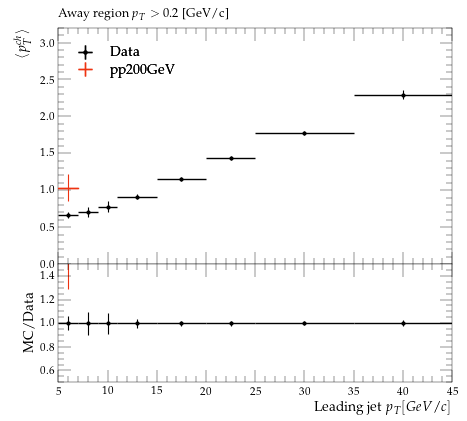 Away region p_T > 0.2 [GeV/c]
⟨p_T^ch⟩
3.0
2.5
2.0
1.5
1.0
0.5
0.0
Data
pp200GeV
MC/Data
1.4
1.2
1.0
0.8
0.6
5 10 15 20 25 30 35 40 45
Leading jet p_T[GeV/c]